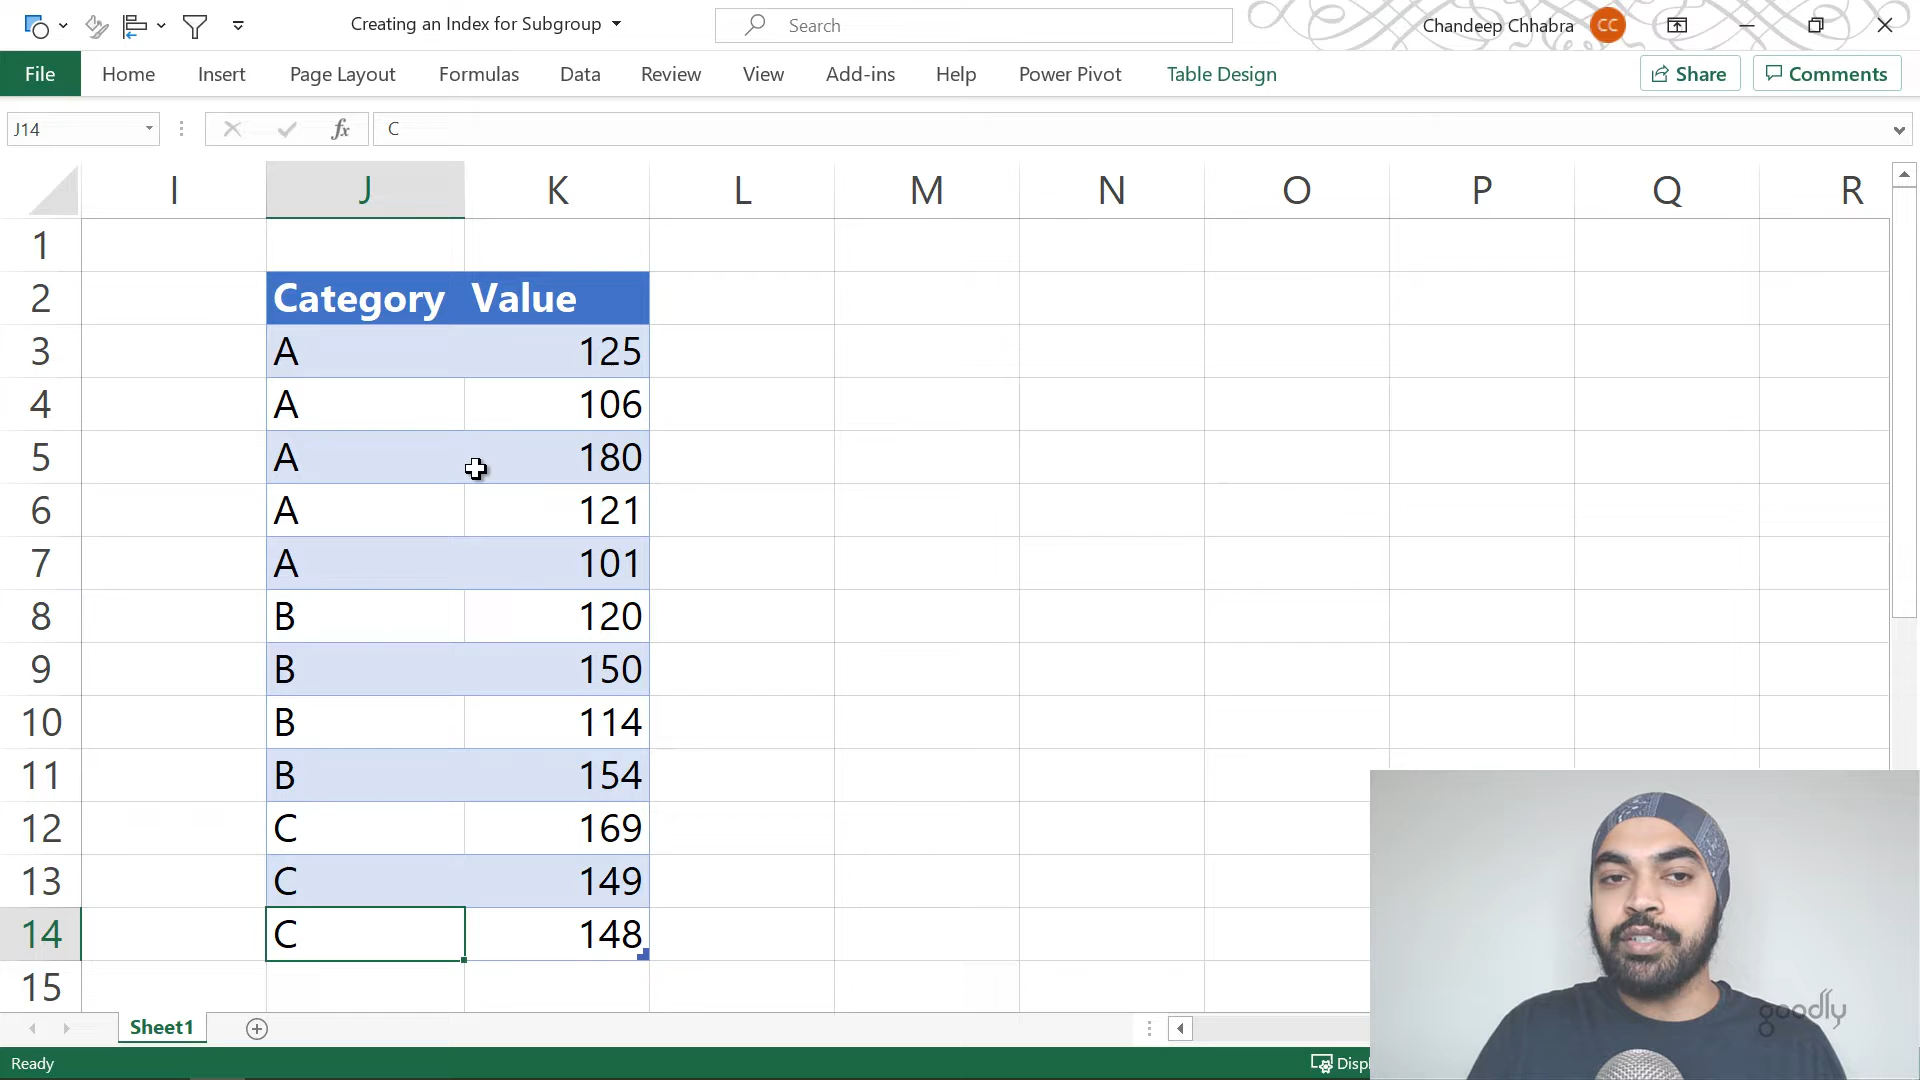 Creating an Index for Subgroup
Search
Chandeep Chhabra
CC
File
Home
Insert
Page Layout
Formulas
Data
Review
View
Add-ins
Help
Power Pivot
Table Design
Share
Comments
J14
fx
C
I J K L M N O P Q R
1
2 Category Value
3 A 125
4 A 106
5 A 180
6 A 121
7 A 101
8 B 120
9 B 150
10 B 114
11 B 154
12 C 169
13 C 149
14 C 148
15
goodly
Sheet1
Ready